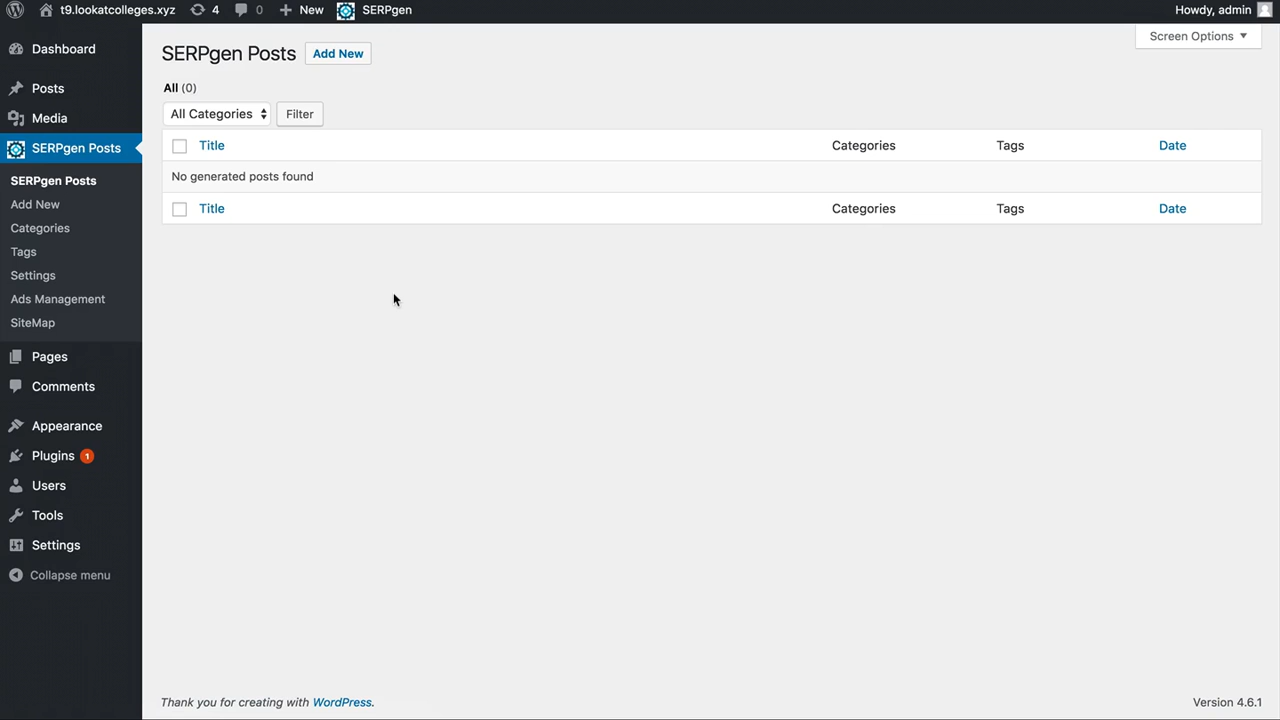 t9.lookatcolleges.xyz 4 0 New SERPgen Howdy, admin
Screen Options
Dashboard
Posts
Media
SERPgen Posts
SERPgen Posts
Add New
Categories
Tags
Settings
Ads Management
SiteMap
Pages
Comments
Appearance
Plugins 1
Users
Tools
Settings
Collapse menu
SERPgen Posts Add New
All (0)
All Categories Filter
Title Categories Tags Date
No generated posts found
Title Categories Tags Date
Thank you for creating with WordPress. Version 4.6.1